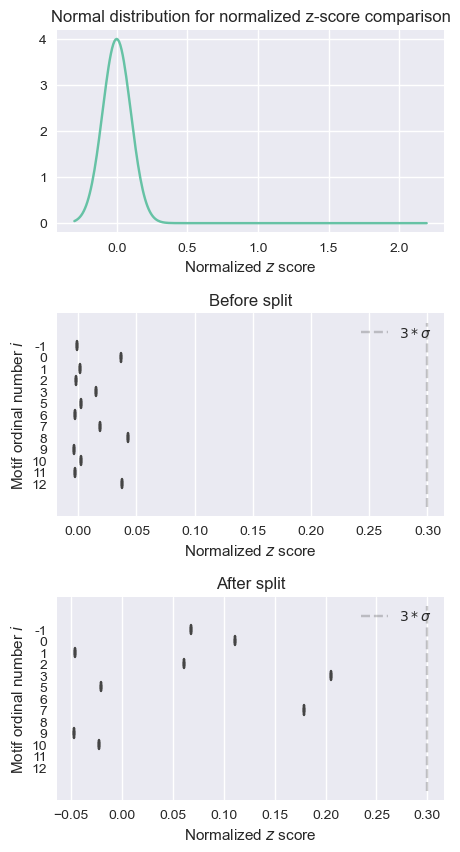 Normal distribution for normalized z-score comparison
4
3
2
1
0
0.0 0.5 1.0 1.5 2.0
Normalized z score
Before split
Motif ordinal number i
-1
0
1
2
3
5
6
7
8
9
10
11
12
3 * σ
0.00 0.05 0.10 0.15 0.20 0.25 0.30
Normalized z score
After split
Motif ordinal number i
-1
0
1
2
3
5
6
7
8
9
10
11
12
3 * σ
−0.05 0.00 0.05 0.10 0.15 0.20 0.25 0.30
Normalized z score